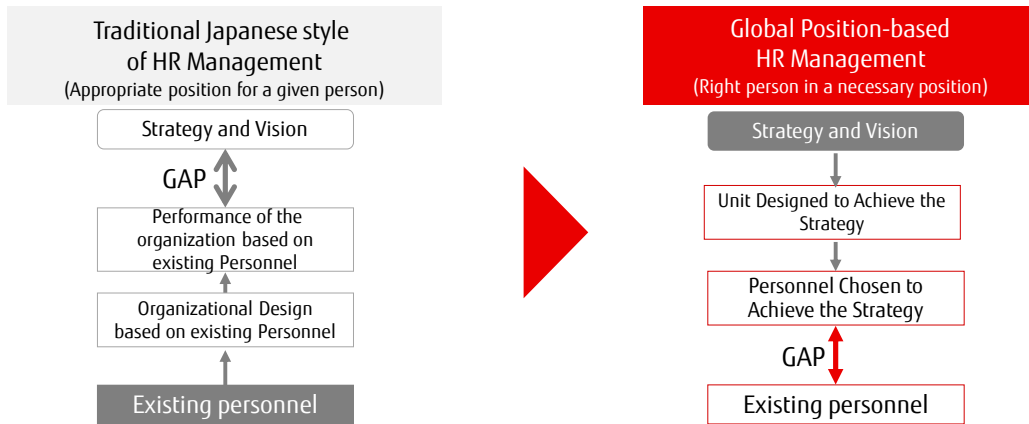 Traditional Japanese style
of HR Management
(Appropriate position for a given person)
Strategy and Vision
GAP
Performance of the
organization based on
existing Personnel
Organizational Design
based on existing Personnel
Existing personnel
Global Position-based
HR Management
(Right person in a necessary position)
Strategy and Vision
Unit Designed to Achieve the
Strategy
Personnel Chosen to
Achieve the Strategy
GAP
Existing personnel